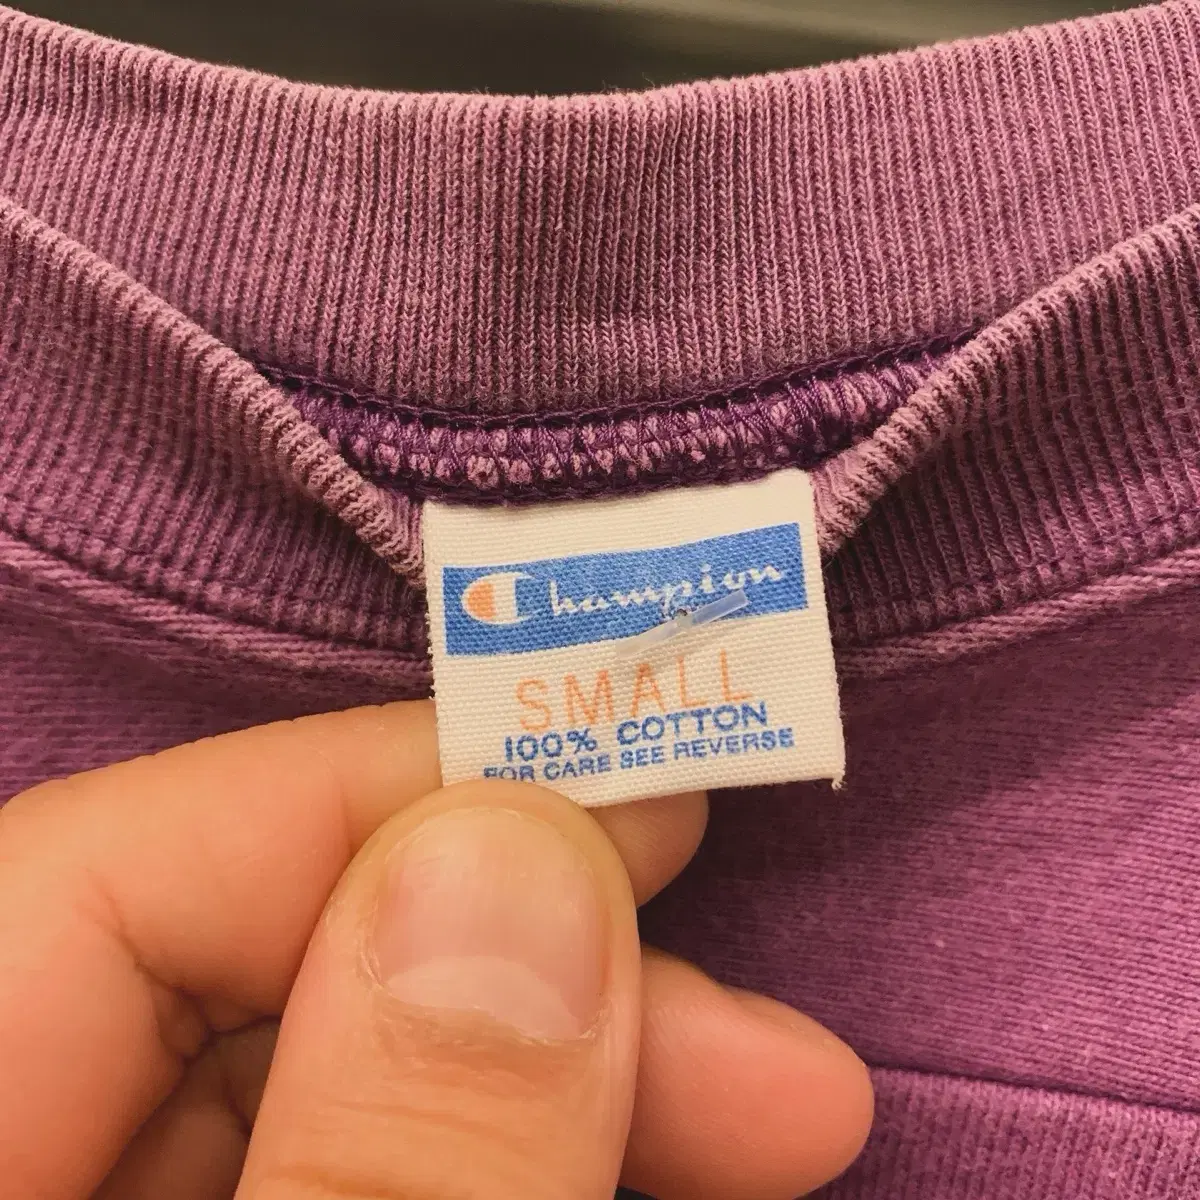 Champion
SMALL
100% COTTON
FOR CARE SEE REVERSE